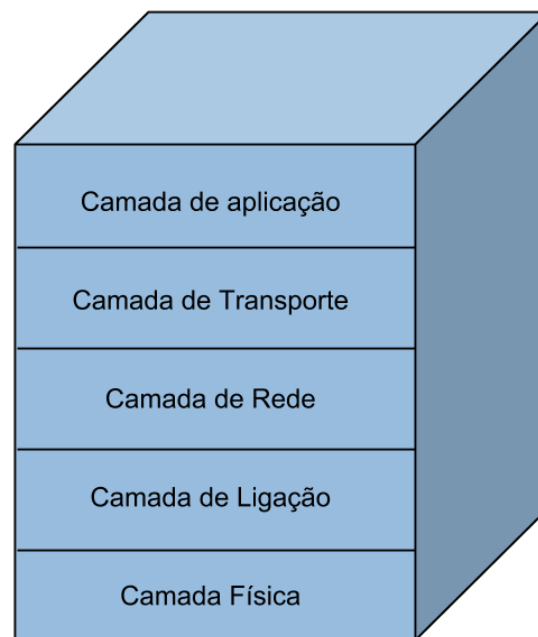 Camada de aplicação
Camada de Transporte
Camada de Rede
Camada de Ligação
Camada Física